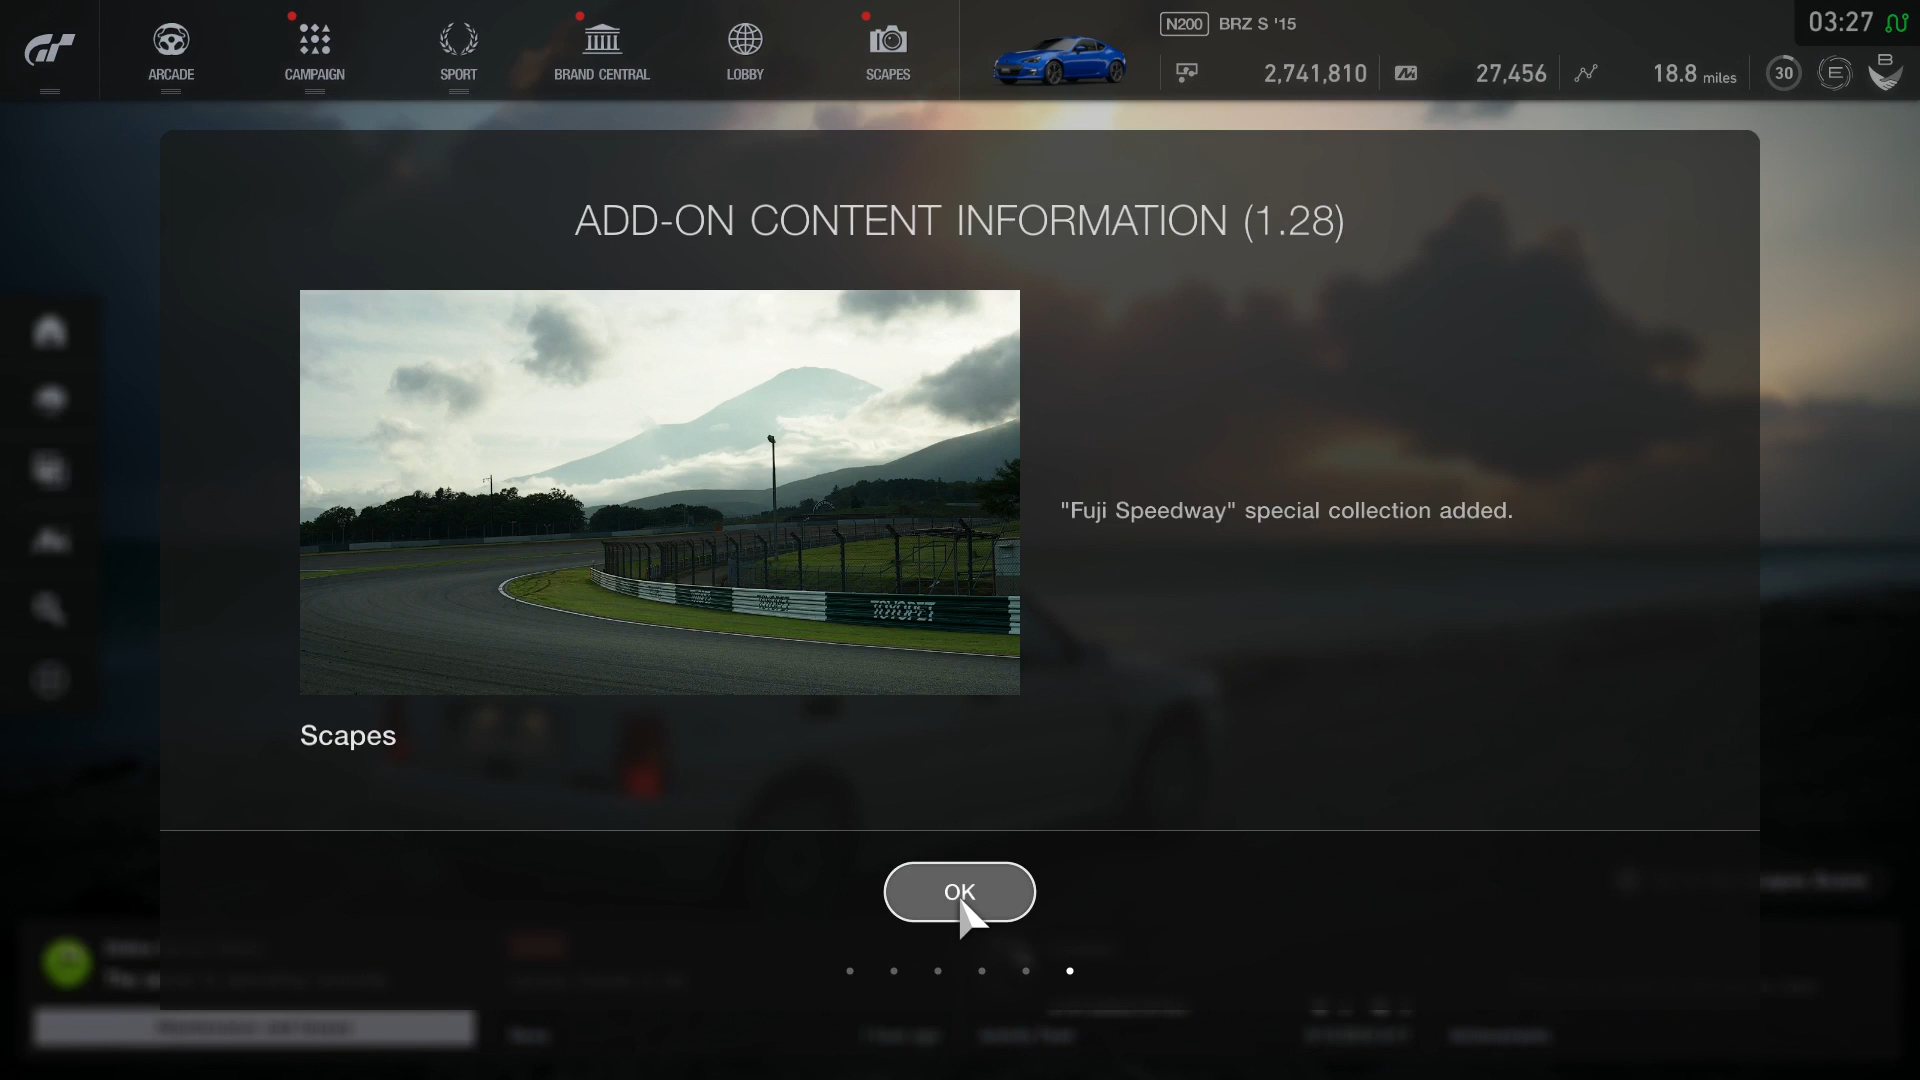 ARCADE
CAMPAIGN
SPORT
BRAND CENTRAL
LOBBY
SCAPES
N200 BRZ S '15
2,741,810
27,456
18.8 miles
30
E
B
03:27
ADD-ON CONTENT INFORMATION (1.28)
TOYOPET
TOYOPET
"Fuji Speedway" special collection added.
Scapes
OK